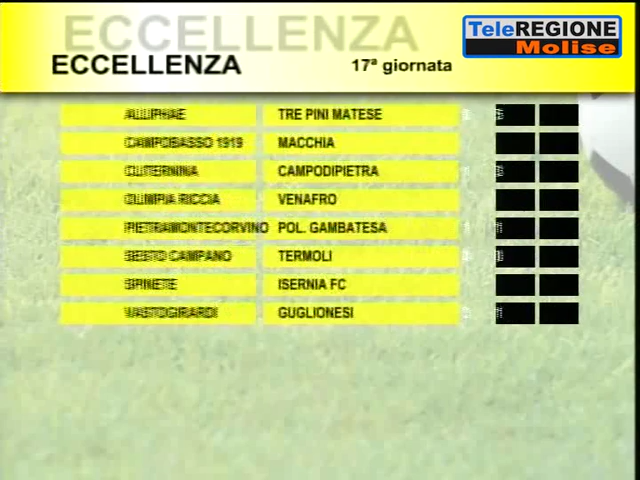 ECCELLENZA
TeleREGIONE
Molise
ECCELLENZA 17ª giornata
ALLIPHAE TRE PINI MATESE
CAMPOBASSO 1919 MACCHIA
CLITERNINA CAMPODIPIETRA
OLIMPIA RICCIA VENAFRO
PIETRAMONTECORVINO POL. GAMBATESA
SESTO CAMPANO TERMOLI
SPINETE ISERNIA FC
VASTOGIRARDI GUGLIONESI